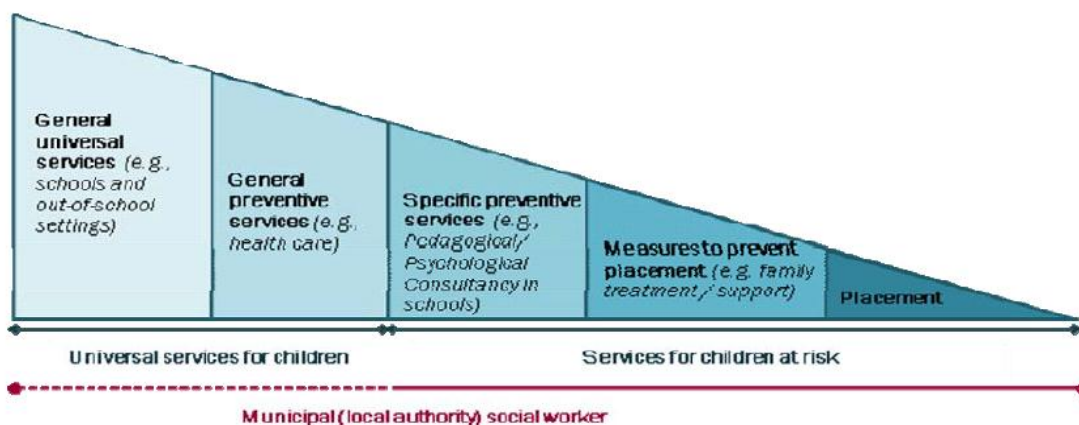 General
universal
services (e.g.,
schools and
out-of-school
settings)
General
preventive
services (e.g.,
health care)
Specific preventive
services (e.g.,
Pedagogical/
Psychological
Consultancy in
schools)
Measures to prevent
placement (e.g. family
treatment/ support)
Placement
Universal services for children
Services for children at risk
Municipal (local authority) social worker